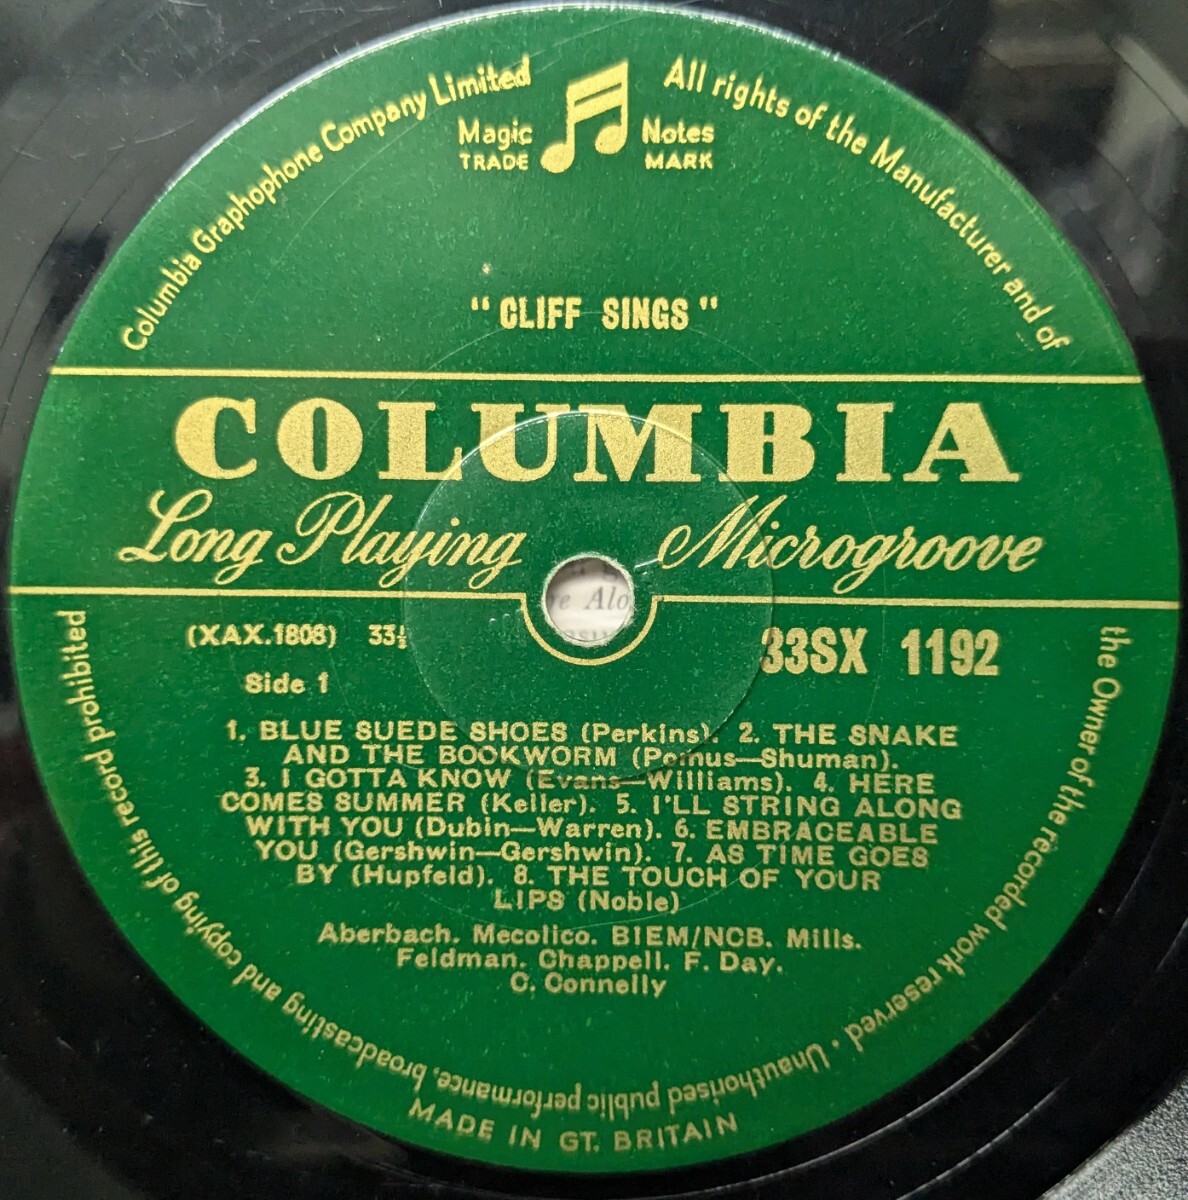 Columbia Graphophone Company Limited
All rights of the Manufacturer and of
the Owner of the recorded work reserved · Unauthorised public performance, broadcasting and copying of this record prohibited
Magic Notes
TRADE MARK
"CLIFF SINGS"
COLUMBIA
Long Playing Microgroove
re Alo
(XAX.1806) 33⅓
33SX 1192
Side 1
1. BLUE SUEDE SHOES (Perkins). 2. THE SNAKE
AND THE BOOKWORM (Pomus—Shuman).
3. I GOTTA KNOW (Evans—Williams). 4. HERE
COMES SUMMER (Keller). 5. I'LL STRING ALONG
WITH YOU (Dubin—Warren). 6. EMBRACEABLE
YOU (Gershwin—Gershwin). 7. AS TIME GOES
BY (Hupfeld). 8. THE TOUCH OF YOUR
LIPS (Noble)
Aberbach. Mecolico. BIEM/NCB. Mills.
Feldman. Chappell. F. Day.
C. Connelly
MADE IN GT. BRITAIN